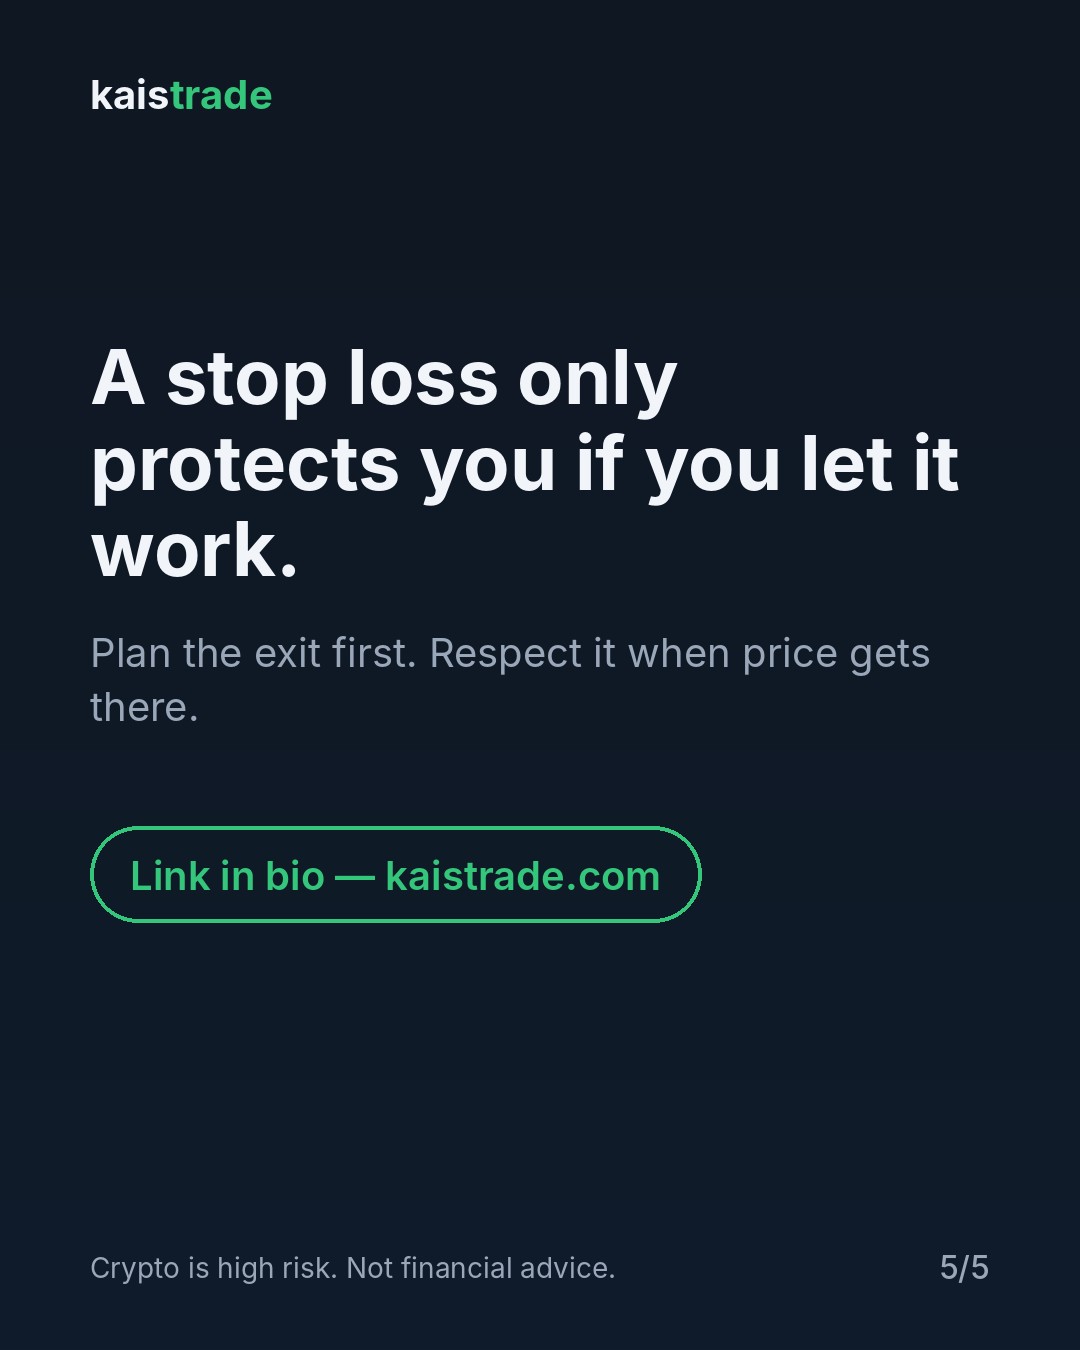 kaistrade
A stop loss only
protects you if you let it
work.
Plan the exit first. Respect it when price gets
there.
Link in bio — kaistrade.com
Crypto is high risk. Not financial advice.
5/5